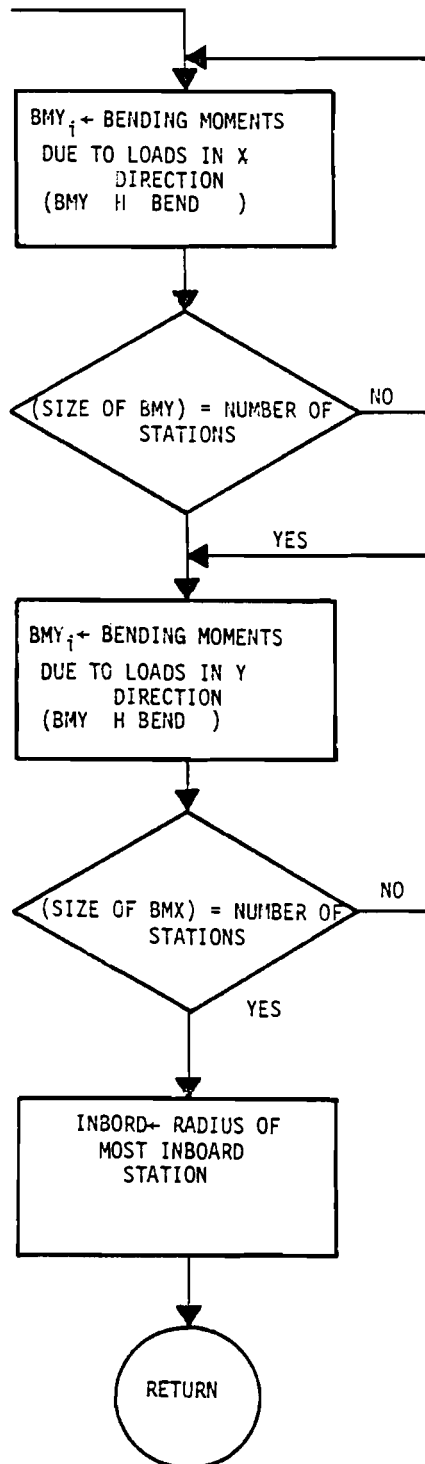 BMYᵢ← BENDING MOMENTS
DUE TO LOADS IN X
DIRECTION
(BMY H BEND )
(SIZE OF BMY) = NUMBER OF
STATIONS
NO
YES
BMYᵢ← BENDING MOMENTS
DUE TO LOADS IN Y
DIRECTION
(BMY H BEND )
(SIZE OF BMX) = NUMBER OF
STATIONS
NO
YES
INBORD← RADIUS OF
MOST INBOARD
STATION
RETURN